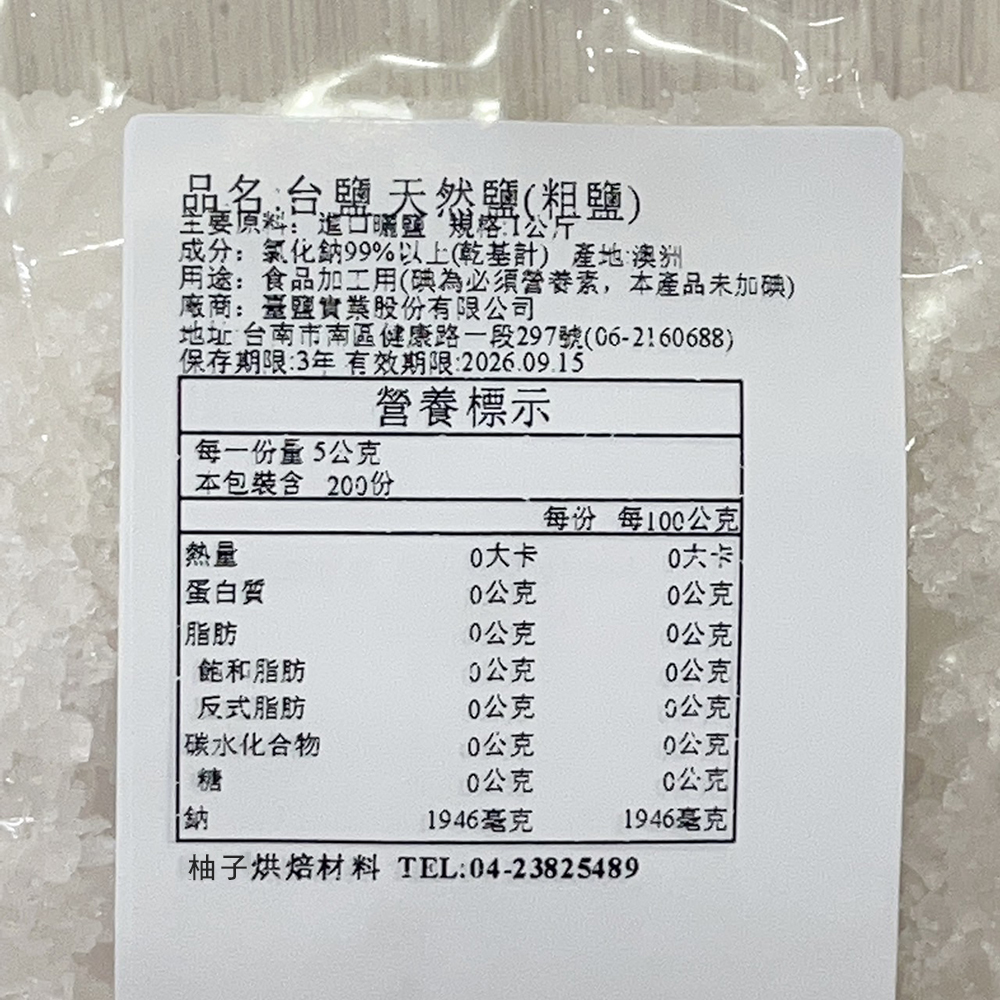 品名:台鹽 天然鹽(粗鹽)
主要原料：進口曬鹽 規格:1公斤
成分：氯化鈉99%以上(乾基計) 產地:澳洲
用途：食品加工用(碘為必須營養素，本產品未加碘)
廠商：臺鹽實業股份有限公司
地址:台南市南區健康路一段297號(06-2160688)
保存期限:3年 有效期限:2026.09.15
營養標示
每一份量 5公克
本包裝含 200份
每份 每100公克
熱量 0大卡 0大卡
蛋白質 0公克 0公克
脂肪 0公克 0公克
飽和脂肪 0公克 0公克
反式脂肪 0公克 0公克
碳水化合物 0公克 0公克
糖 0公克 0公克
鈉 1946毫克 1946毫克
柚子烘焙材料 TEL:04-23825489